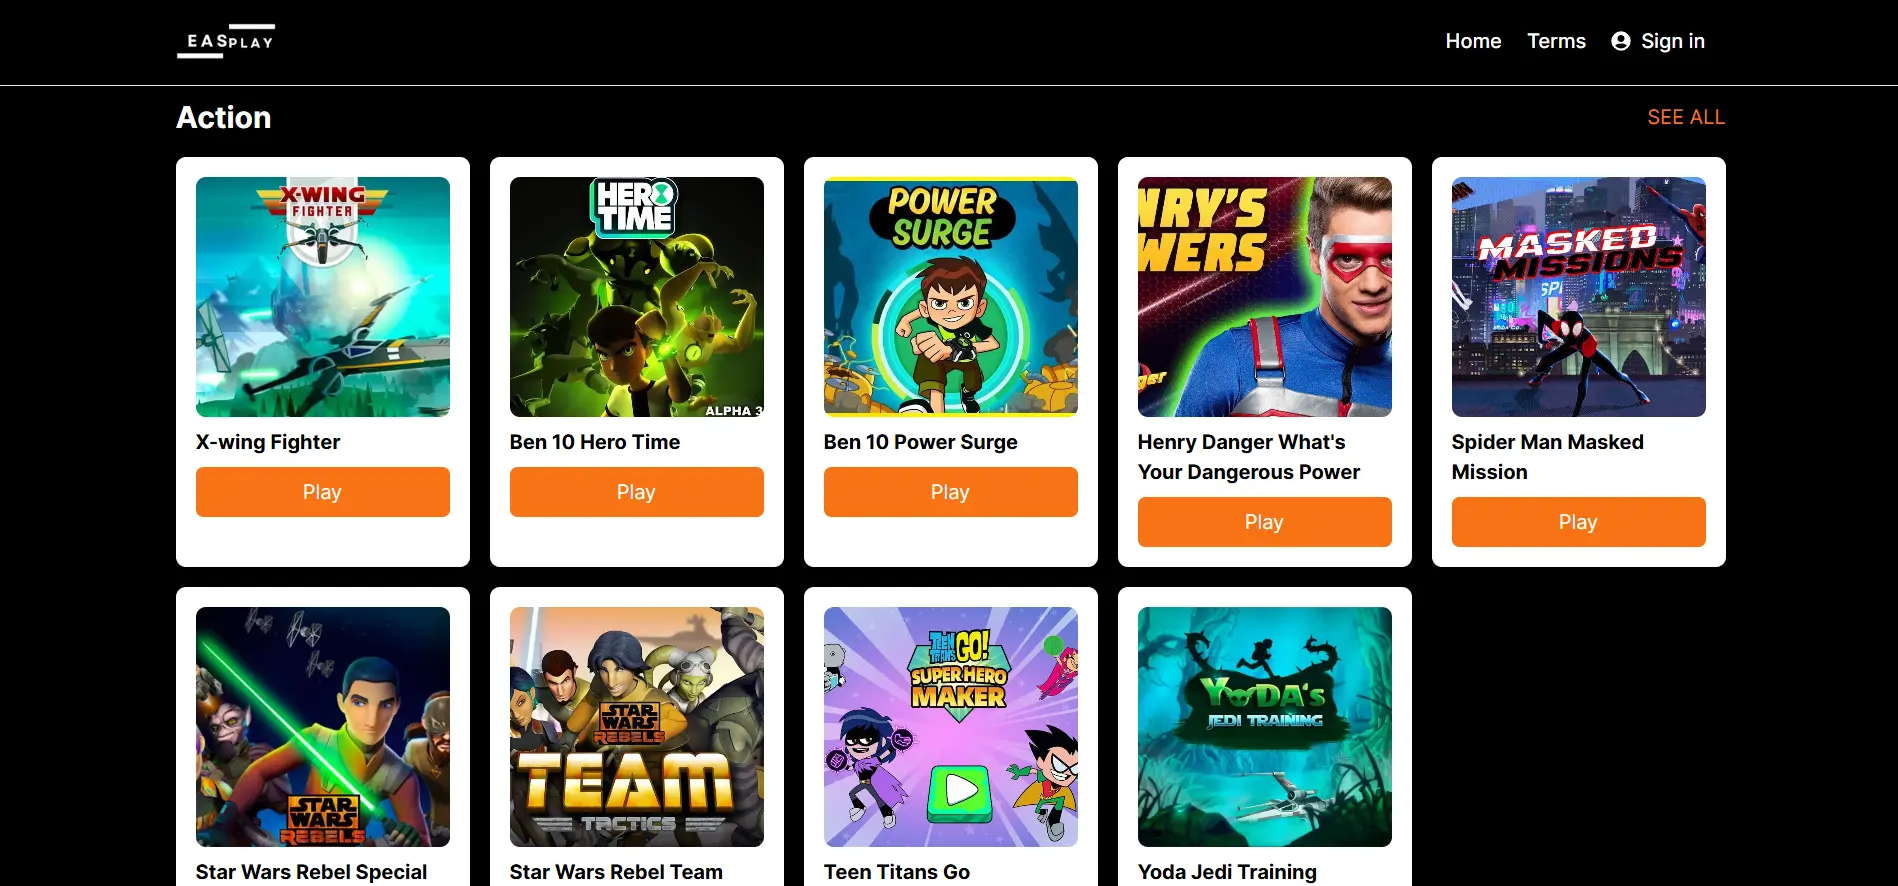 EASPLAY
Home
Terms
Sign in
Action
SEE ALL
X-WING
FIGHTER
HERO
TIME
ALPHA 3
POWER
SURGE
NRY'S
WERS
MASKED
MISSIONS
X-wing Fighter
Ben 10 Hero Time
Ben 10 Power Surge
Henry Danger What's
Your Dangerous Power
Spider Man Masked
Mission
Play
Play
Play
Play
Play
STAR
WARS
REBELS
STAR
WARS
REBELS
TEAM
TACTICS
TEEN
TITANS
GO!
SUPER HERO
MAKER
YODA's
JEDI TRAINING
Star Wars Rebel Special
Star Wars Rebel Team
Teen Titans Go
Yoda Jedi Training